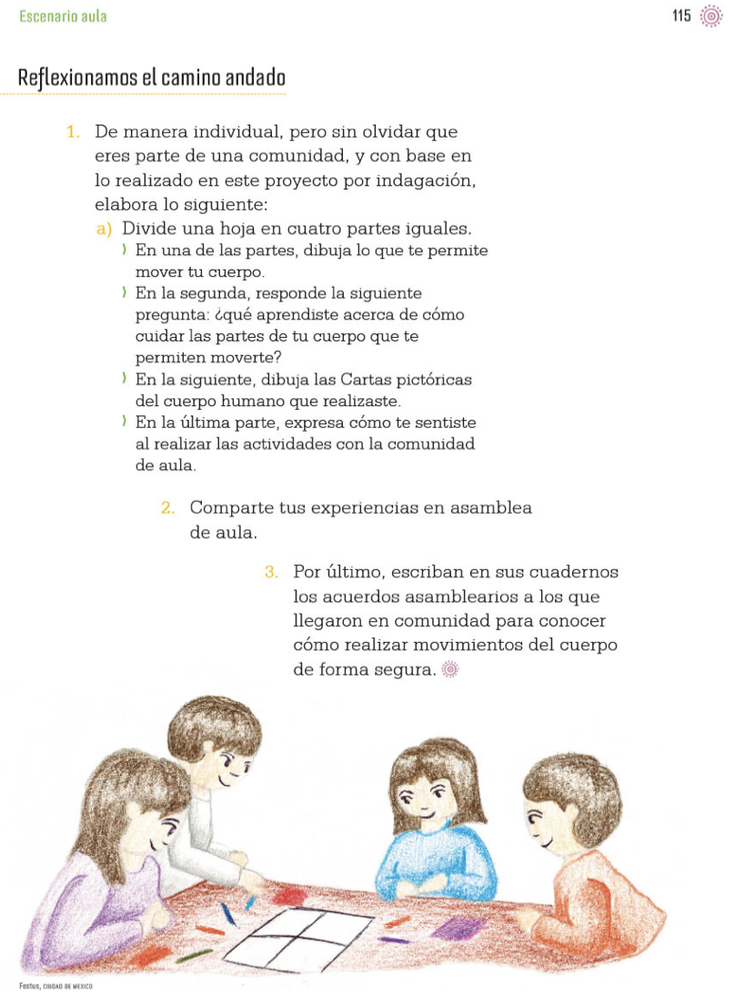 Escenario aula
115
Reflexionamos el camino andado
1. De manera individual, pero sin olvidar que
eres parte de una comunidad, y con base en
lo realizado en este proyecto por indagación,
elabora lo siguiente:
a) Divide una hoja en cuatro partes iguales.
) En una de las partes, dibuja lo que te permite
mover tu cuerpo.
) En la segunda, responde la siguiente
pregunta: ¿qué aprendiste acerca de cómo
cuidar las partes de tu cuerpo que te
permiten moverte?
) En la siguiente, dibuja las Cartas pictóricas
del cuerpo humano que realizaste.
) En la última parte, expresa cómo te sentiste
al realizar las actividades con la comunidad
de aula.
2. Comparte tus experiencias en asamblea
de aula.
3. Por último, escriban en sus cuadernos
los acuerdos asamblearios a los que
llegaron en comunidad para conocer
cómo realizar movimientos del cuerpo
de forma segura.
Festus, CIUDAD DE MÉXICO